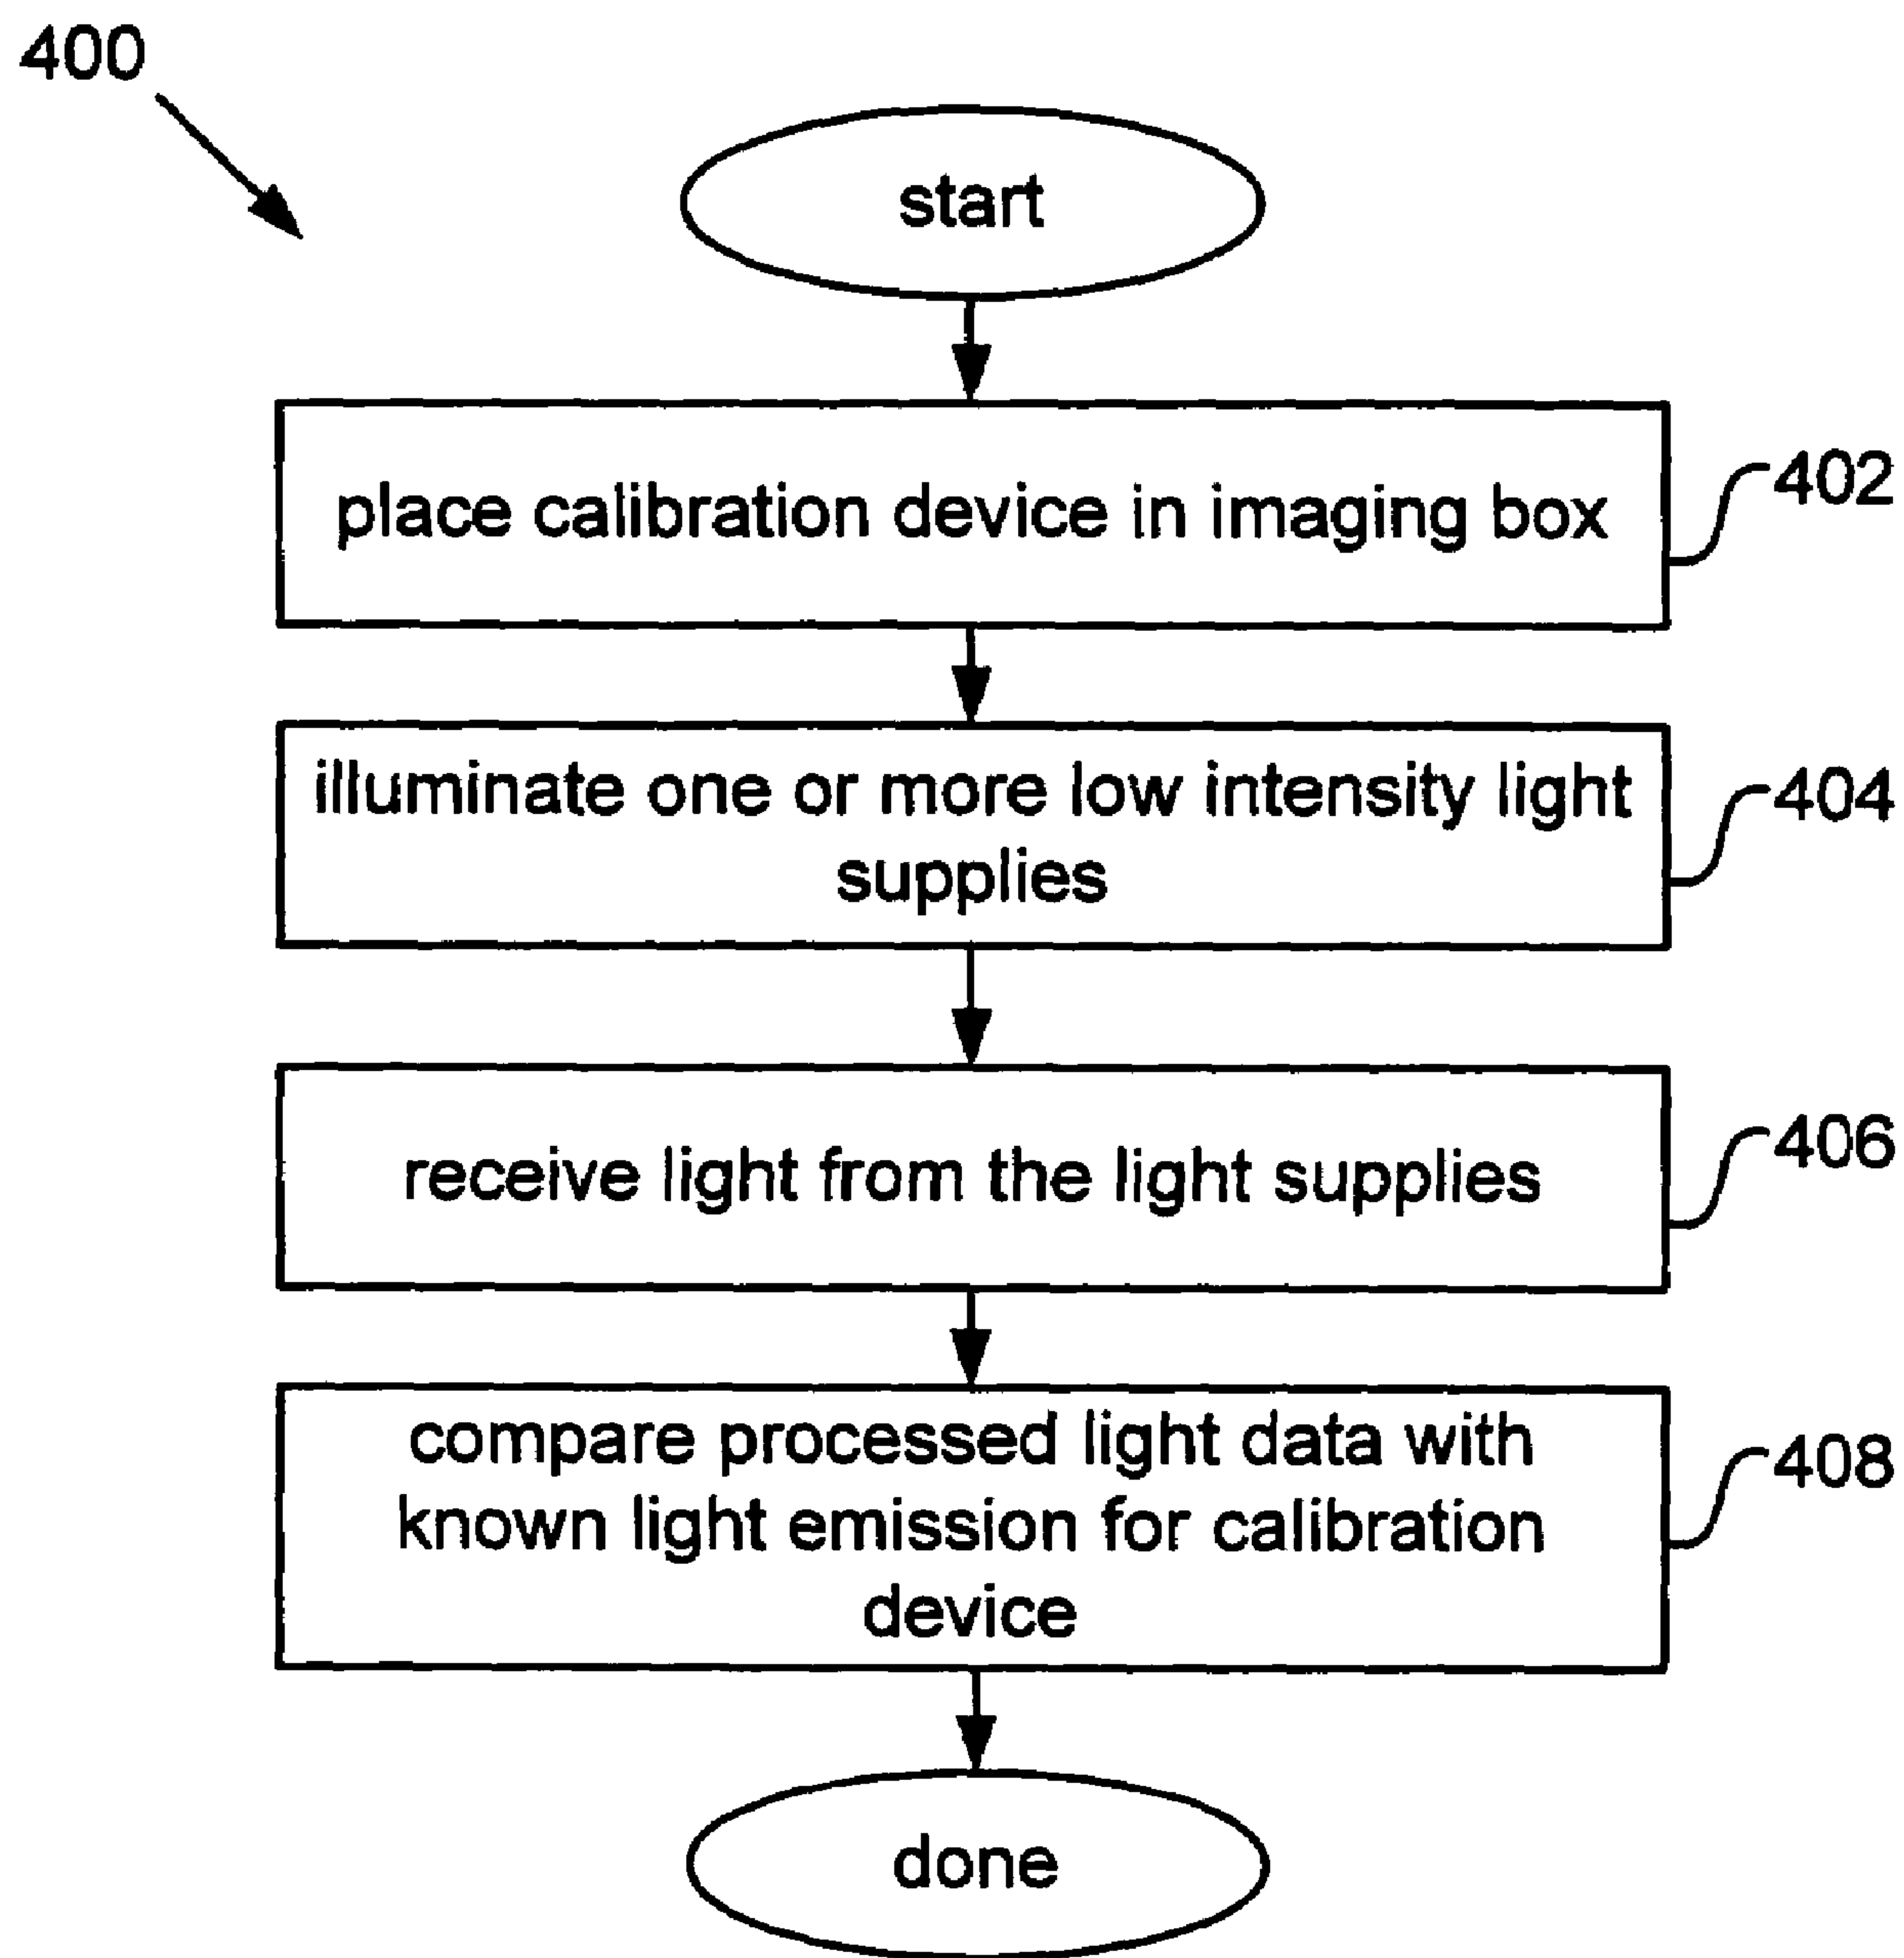 400
start
place calibration device in imaging box
402
illuminate one or more low intensity light
supplies
404
receive light from the light supplies
406
compare processed light data with
known light emission for calibration
device
408
done